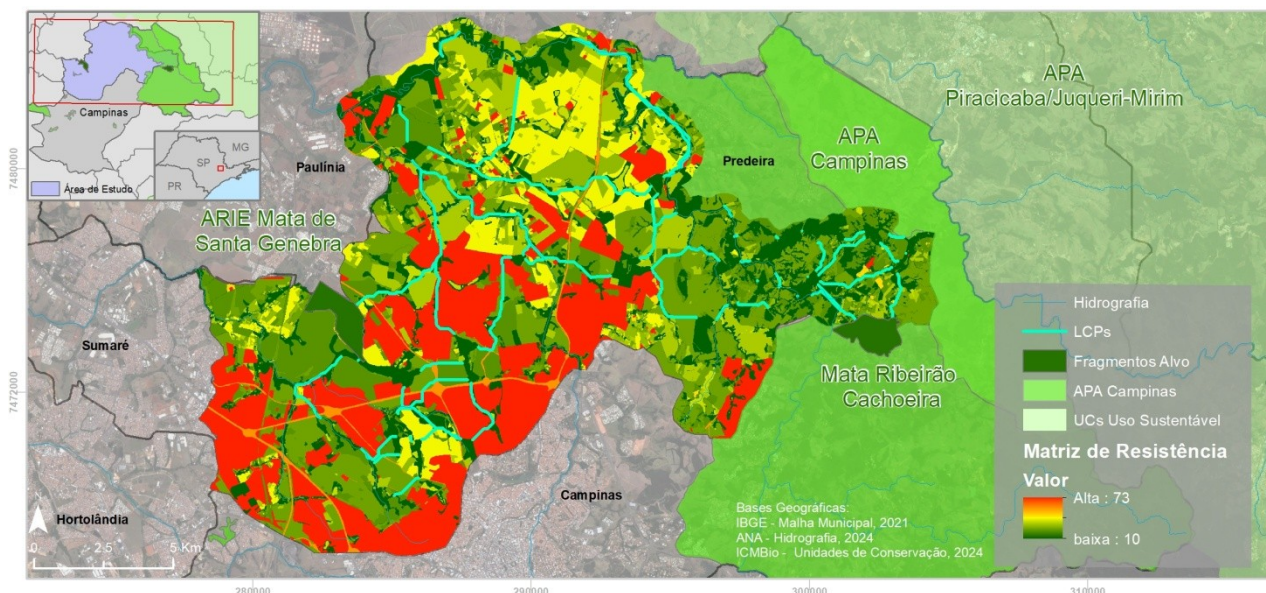 MG
SP
PR
Campinas
Área de Estudo
7480000
7472000
Paulínia
ARIE Mata de
Santa Genebra
Sumaré
Hortolândia
0
2.5
5 Km
Campinas
Predeira
APA
Campinas
APA
Piracicaba/Juqueri-Mirim
Mata Ribeirão
Cachoeira
Bases Geográficas:
IBGE - Malha Municipal, 2021
ANA - Hidrografia, 2024
ICMBio - Unidades de Conservação, 2024
Hidrografia
LCPs
Fragmentos Alvo
APA Campinas
UCs Uso Sustentável
Matriz de Resistência
Valor
Alta : 73
baixa : 10
280000
290000
300000
310000